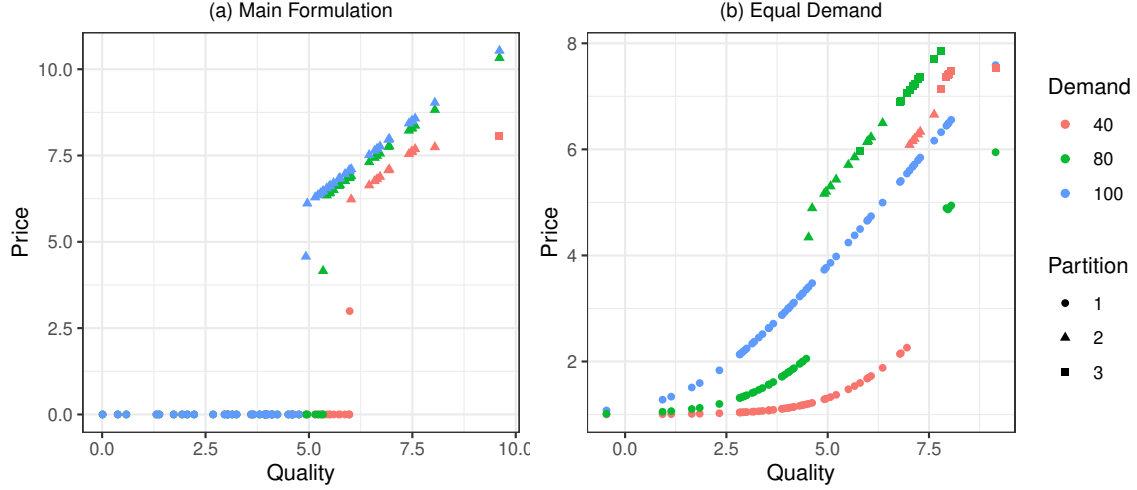 (a) Main Formulation
(b) Equal Demand
10.0
7.5
5.0
2.5
0.0
Price
0.0 2.5 5.0 7.5 10.0
Quality
8
6
4
2
Price
0.0 2.5 5.0 7.5
Quality
Demand
40
80
100
Partition
1
2
3